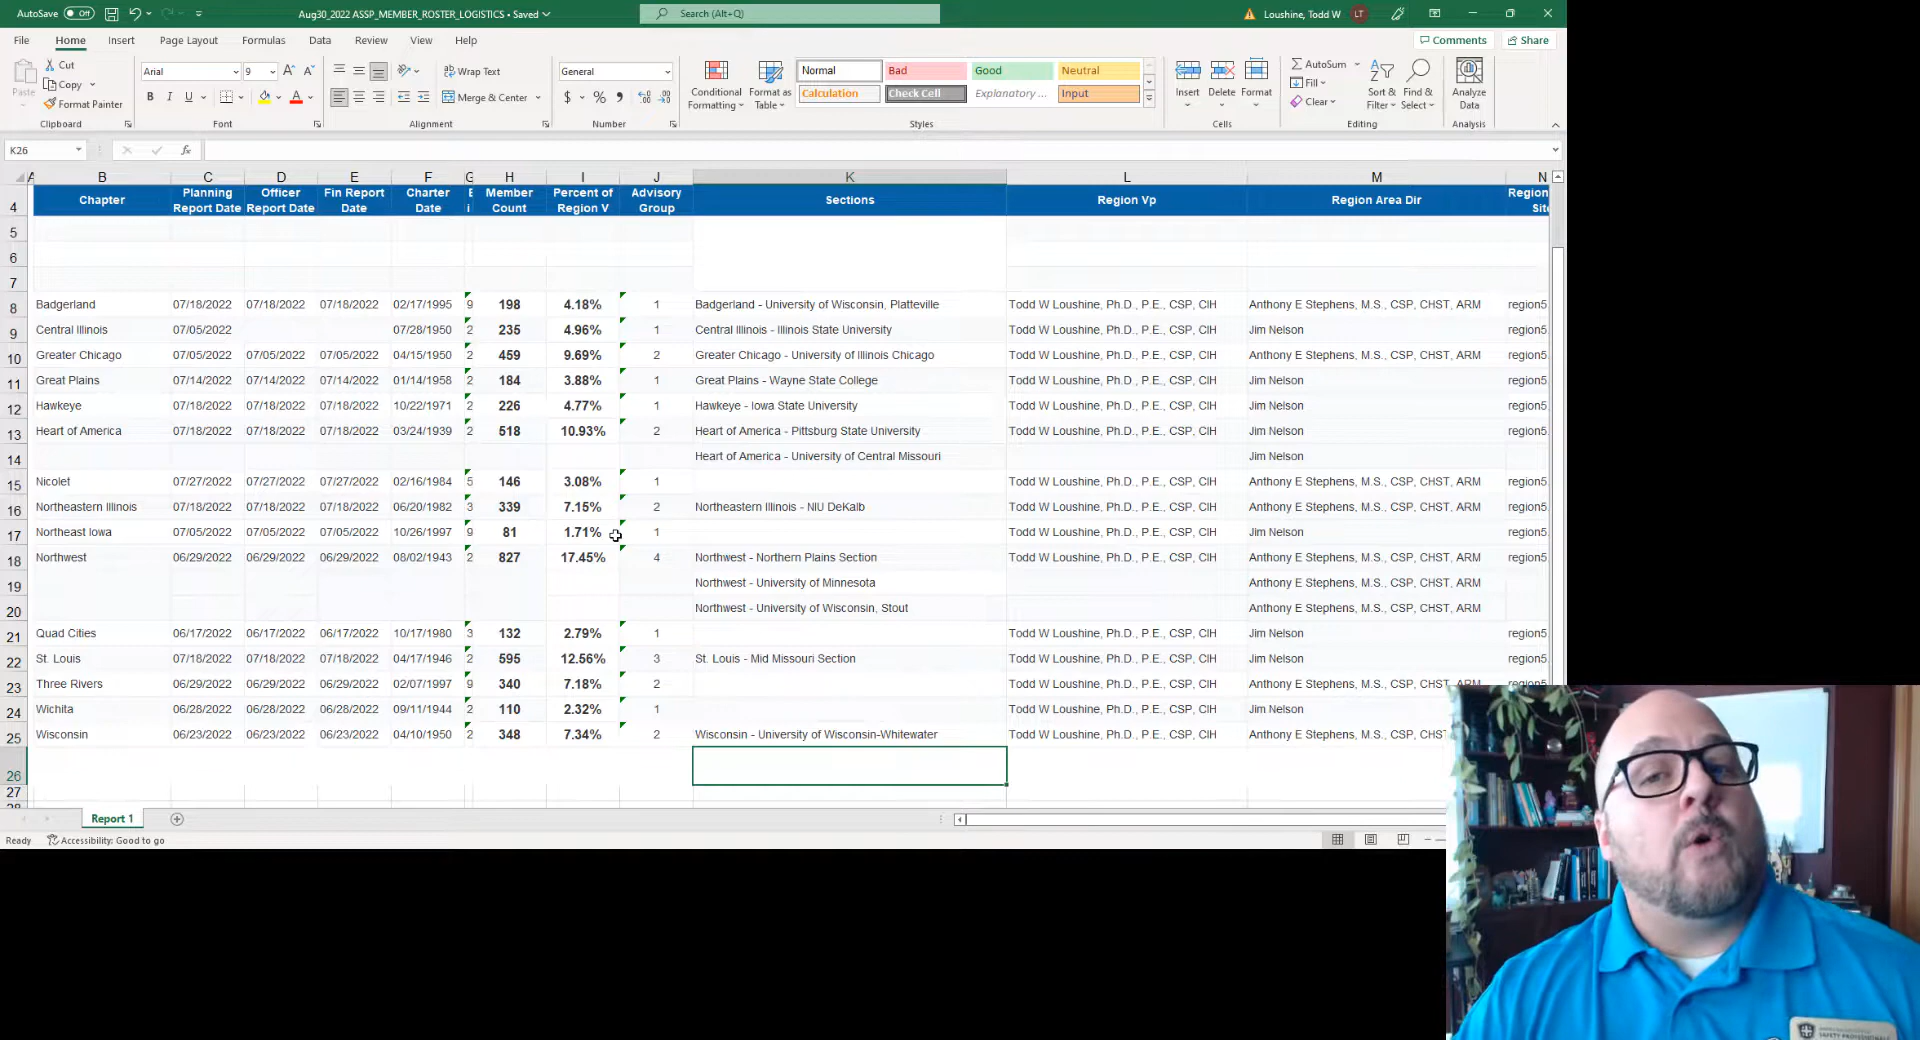 AutoSave Off Aug30_2022 ASSP_MEMBER_ROSTER_LOGISTICS • Saved Search (Alt+Q) Loushine, Todd W LT
File Home Insert Page Layout Formulas Data Review View Help Comments Share
Paste Cut Copy Format Painter Clipboard
Arial 9 A A B I U A Font
Wrap Text Merge & Center Alignment
General $ % Number
Conditional Formatting Format as Table Normal Bad Good Neutral Calculation Check Cell Explanatory ... Input Styles
Insert Delete Format Cells
AutoSum Fill Clear Sort & Filter Find & Select Editing
Analyze Data Analysis
K26 fx
A B C D E F G H I J K L M N
4 Chapter Planning Report Date Officer Report Date Fin Report Date Charter Date E i Member Count Percent of Region V Advisory Group Sections Region Vp Region Area Dir Region Site
5
6
7
8 Badgerland 07/18/2022 07/18/2022 07/18/2022 02/17/1995 9 198 4.18% 1 Badgerland - University of Wisconsin, Platteville Todd W Loushine, Ph.D., P.E., CSP, CIH Anthony E Stephens, M.S., CSP, CHST, ARM region5.
9 Central Illinois 07/05/2022 07/28/1950 2 235 4.96% 1 Central Illinois - Illinois State University Todd W Loushine, Ph.D., P.E., CSP, CIH Jim Nelson region5.
10 Greater Chicago 07/05/2022 07/05/2022 07/05/2022 04/15/1950 2 459 9.69% 2 Greater Chicago - University of Illinois Chicago Todd W Loushine, Ph.D., P.E., CSP, CIH Anthony E Stephens, M.S., CSP, CHST, ARM region5.
11 Great Plains 07/14/2022 07/14/2022 07/14/2022 01/14/1958 2 184 3.88% 1 Great Plains - Wayne State College Todd W Loushine, Ph.D., P.E., CSP, CIH Jim Nelson region5.
12 Hawkeye 07/18/2022 07/18/2022 07/18/2022 10/22/1971 2 226 4.77% 1 Hawkeye - Iowa State University Todd W Loushine, Ph.D., P.E., CSP, CIH Jim Nelson region5.
13 Heart of America 07/18/2022 07/18/2022 07/18/2022 03/24/1939 2 518 10.93% 2 Heart of America - Pittsburg State University Todd W Loushine, Ph.D., P.E., CSP, CIH Jim Nelson region5.
14 Heart of America - University of Central Missouri Jim Nelson
15 Nicolet 07/27/2022 07/27/2022 07/27/2022 02/16/1984 5 146 3.08% 1 Todd W Loushine, Ph.D., P.E., CSP, CIH Anthony E Stephens, M.S., CSP, CHST, ARM region5.
16 Northeastern Illinois 07/18/2022 07/18/2022 07/18/2022 06/20/1982 3 339 7.15% 2 Northeastern Illinois - NIU DeKalb Todd W Loushine, Ph.D., P.E., CSP, CIH Anthony E Stephens, M.S., CSP, CHST, ARM region5.
17 Northeast Iowa 07/05/2022 07/05/2022 07/05/2022 10/26/1997 9 81 1.71% 1 Todd W Loushine, Ph.D., P.E., CSP, CIH Jim Nelson region5.
18 Northwest 06/29/2022 06/29/2022 06/29/2022 08/02/1943 2 827 17.45% 4 Northwest - Northern Plains Section Todd W Loushine, Ph.D., P.E., CSP, CIH Anthony E Stephens, M.S., CSP, CHST, ARM region5.
19 Northwest - University of Minnesota Anthony E Stephens, M.S., CSP, CHST, ARM
20 Northwest - University of Wisconsin, Stout Anthony E Stephens, M.S., CSP, CHST, ARM
21 Quad Cities 06/17/2022 06/17/2022 06/17/2022 10/17/1980 3 132 2.79% 1 Todd W Loushine, Ph.D., P.E., CSP, CIH Jim Nelson region5.
22 St. Louis 07/18/2022 07/18/2022 07/18/2022 04/17/1946 2 595 12.56% 3 St. Louis - Mid Missouri Section Todd W Loushine, Ph.D., P.E., CSP, CIH Jim Nelson region5.
23 Three Rivers 06/29/2022 06/29/2022 06/29/2022 02/07/1997 9 340 7.18% 2 Todd W Loushine, Ph.D., P.E., CSP, CIH Anthony E Stephens, M.S., CSP, CHST, ARM region5.
24 Wichita 06/28/2022 06/28/2022 06/28/2022 09/11/1944 2 110 2.32% 1 Todd W Loushine, Ph.D., P.E., CSP, CIH Jim Nelson
25 Wisconsin 06/23/2022 06/23/2022 06/23/2022 04/10/1950 2 348 7.34% 2 Wisconsin - University of Wisconsin-Whitewater Todd W Loushine, Ph.D., P.E., CSP, CIH Anthony E Stephens, M.S., CSP, CHST
26
27
28
Report 1
Ready Accessibility: Good to go
SAFETY PROFESSIONALS